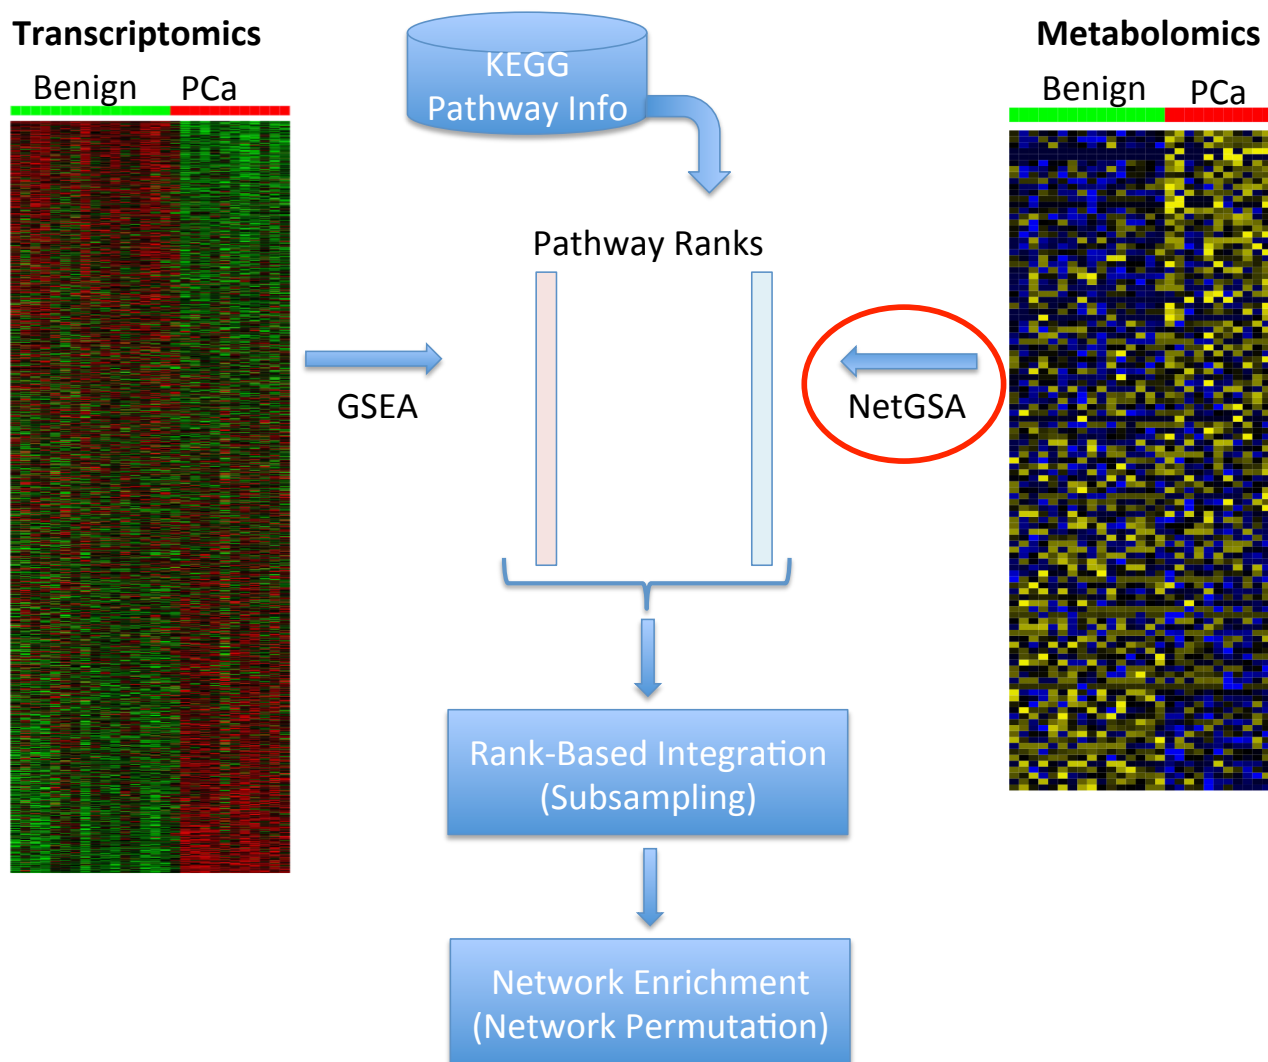 Transcriptomics
Benign PCa
KEGG
Pathway Info
Metabolomics
Benign PCa
Pathway Ranks
GSEA
NetGSA
Rank-Based Integration
(Subsampling)
Network Enrichment
(Network Permutation)